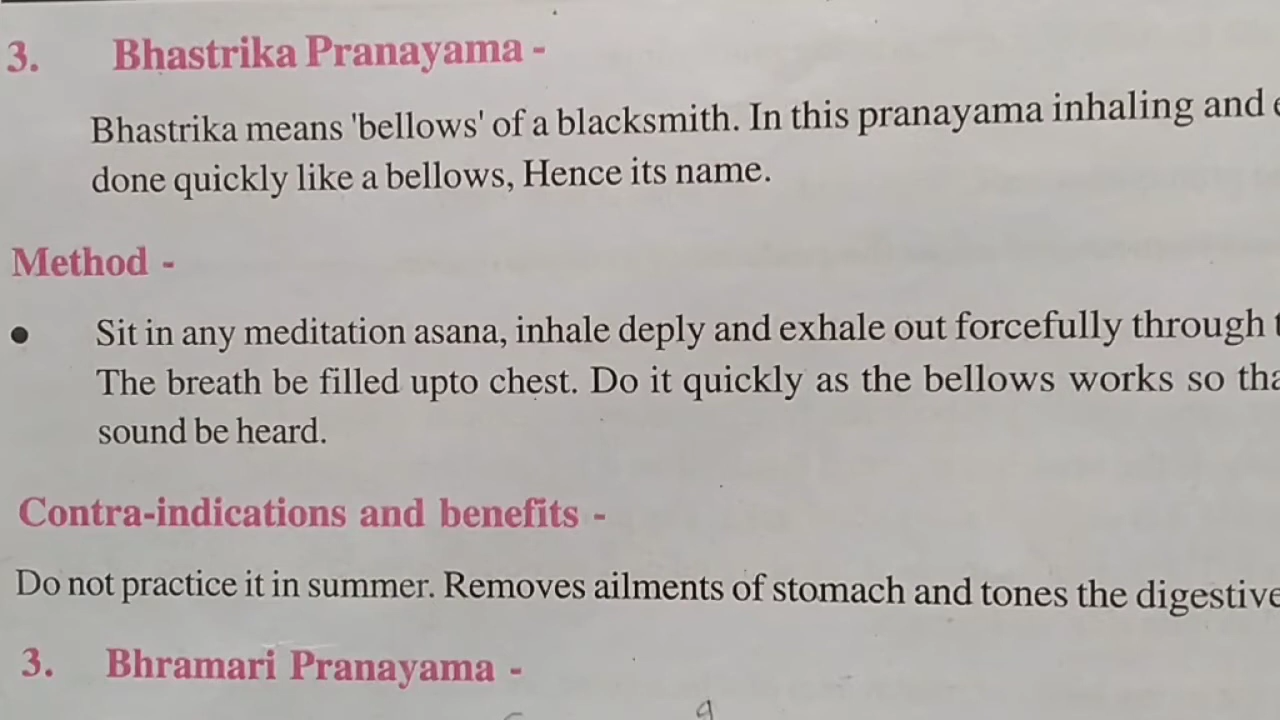 3. Bhastrika Pranayama -
Bhastrika means 'bellows' of a blacksmith. In this pranayama inhaling and
done quickly like a bellows, Hence its name.
Method -
• Sit in any meditation asana, inhale deply and exhale out forcefully through
The breath be filled upto chest. Do it quickly as the bellows works so
sound be heard.
Contra-indications and benefits -
Do not practice it in summer. Removes ailments of stomach and tones the digestive
3. Bhramari Pranayama -